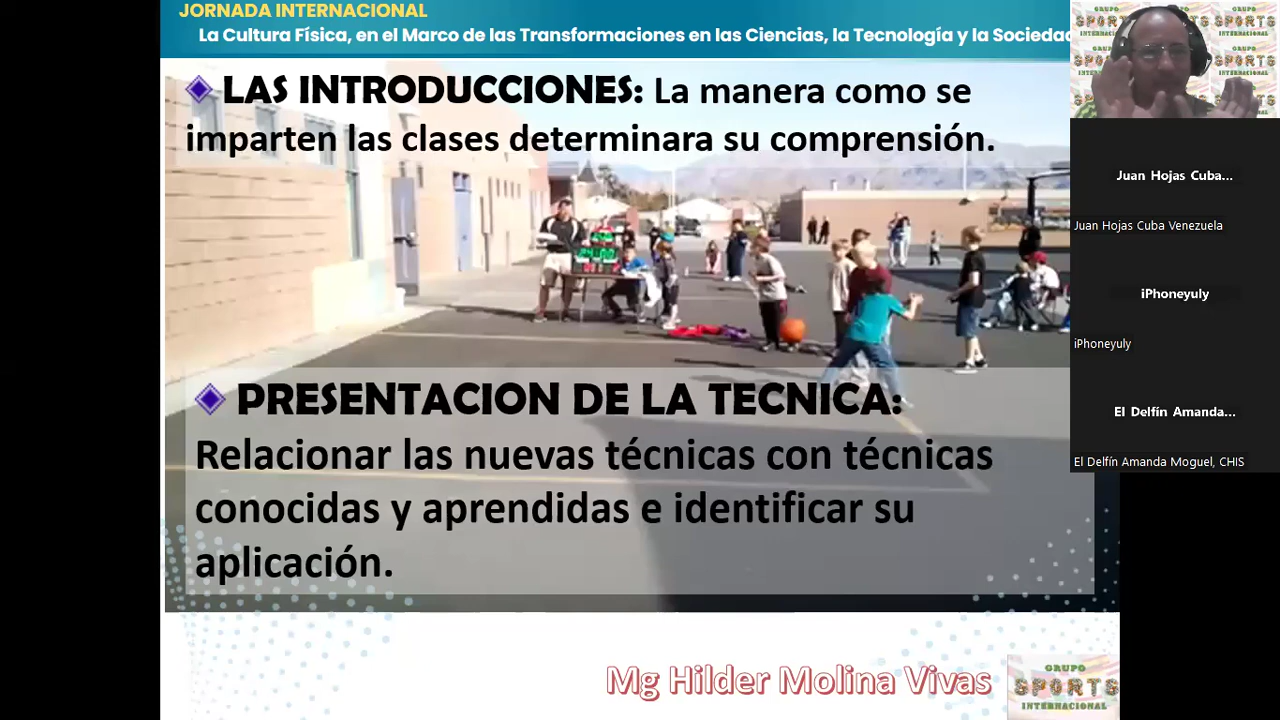 JORNADA INTERNACIONAL
La Cultura Física, en el Marco de las Transformaciones en las Ciencias, la Tecnología y la Sociedad
LAS INTRODUCCIONES: La manera como se
imparten las clases determinara su comprensión.
PRESENTACION DE LA TECNICA:
Relacionar las nuevas técnicas con técnicas
conocidas y aprendidas e identificar su
aplicación.
Mg Hilder Molina Vivas
GRUPO
SPORTS
INTERNACIONAL
GRUPO
SPORTS
Juan Hojas Cuba...
Juan Hojas Cuba Venezuela
iPhoneyuly
iPhoneyuly
El Delfín Amanda...
El Delfín Amanda Moguel, CHIS